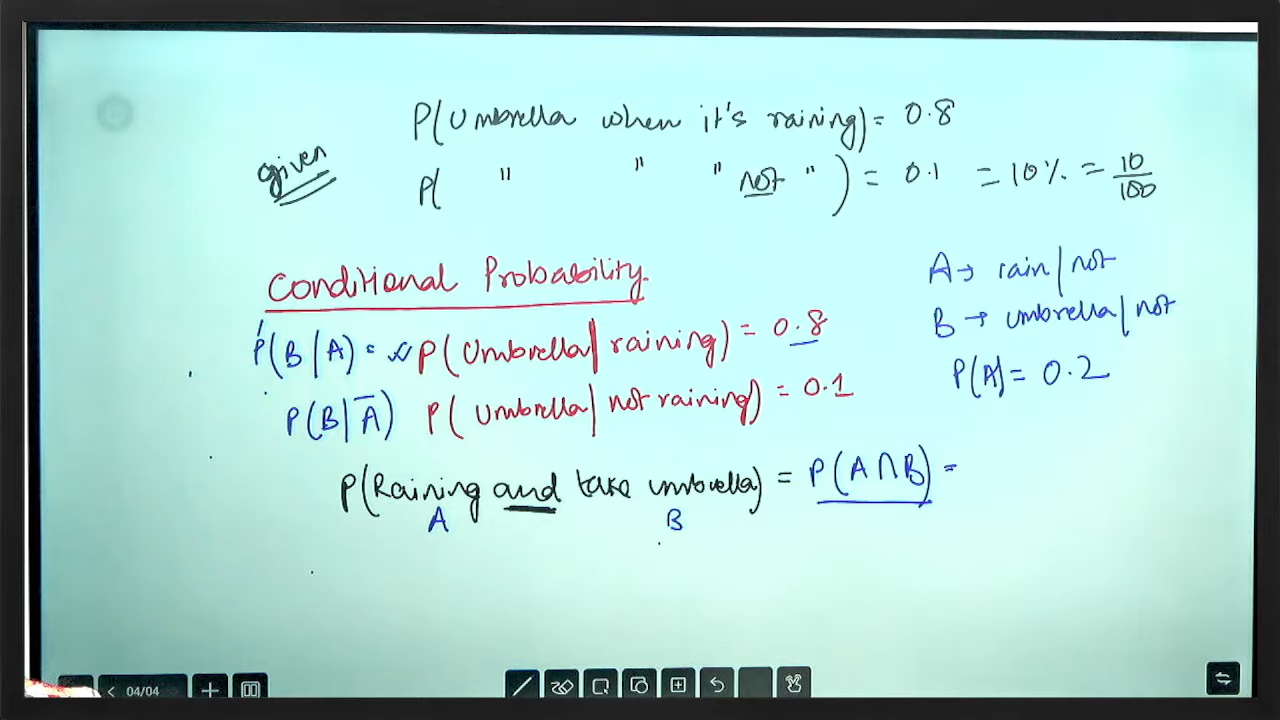 P(Umbrella when it's raining) = 0.8
given
P( " " " not " ) = 0.1 = 10% = 10/100
Conditional Probability.
A → rain/not
B → umbrella/not
P(B|A) = P(Umbrella|raining) = 0.8
P(A) = 0.2
P(B|A̅) P(Umbrella|not raining) = 0.1
P(Raining and take umbrella) = P(A∩B) =
A B
04/04